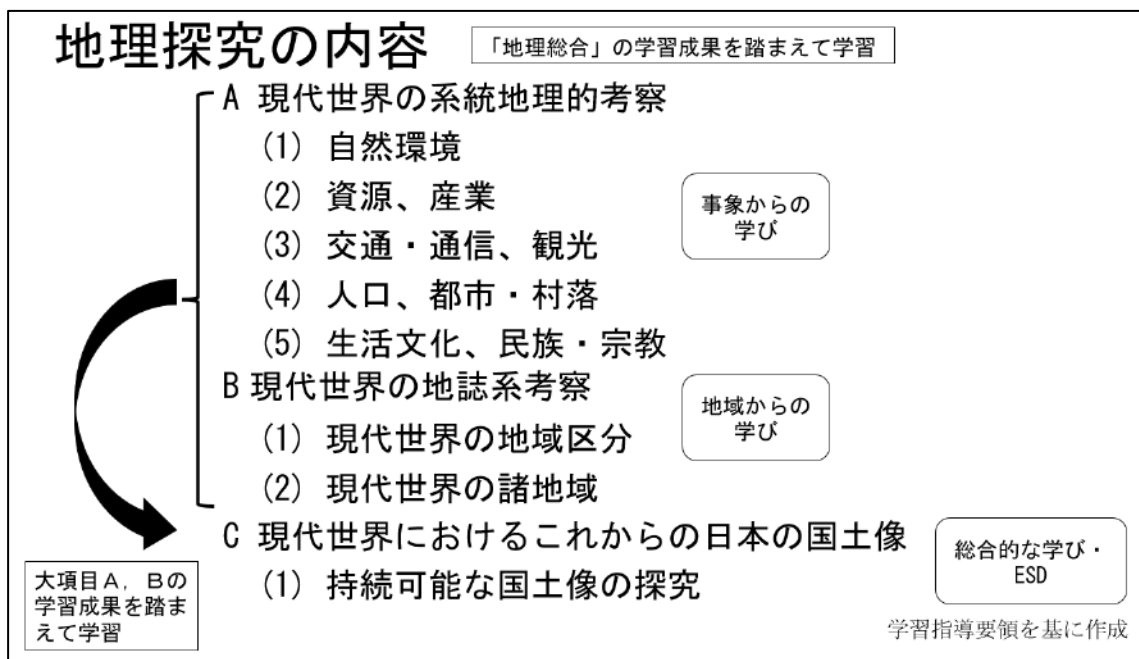 地理探究の内容
「地理総合」の学習成果を踏まえて学習
A 現代世界の系統地理的考察
(1) 自然環境
(2) 資源、産業
(3) 交通・通信、観光
(4) 人口、都市・村落
(5) 生活文化、民族・宗教
事象からの
学び
B 現代世界の地誌系考察
(1) 現代世界の地域区分
(2) 現代世界の諸地域
地域からの
学び
C 現代世界におけるこれからの日本の国土像
(1) 持続可能な国土像の探究
総合的な学び・
ESD
大項目A，Bの
学習成果を踏ま
えて学習
学習指導要領を基に作成